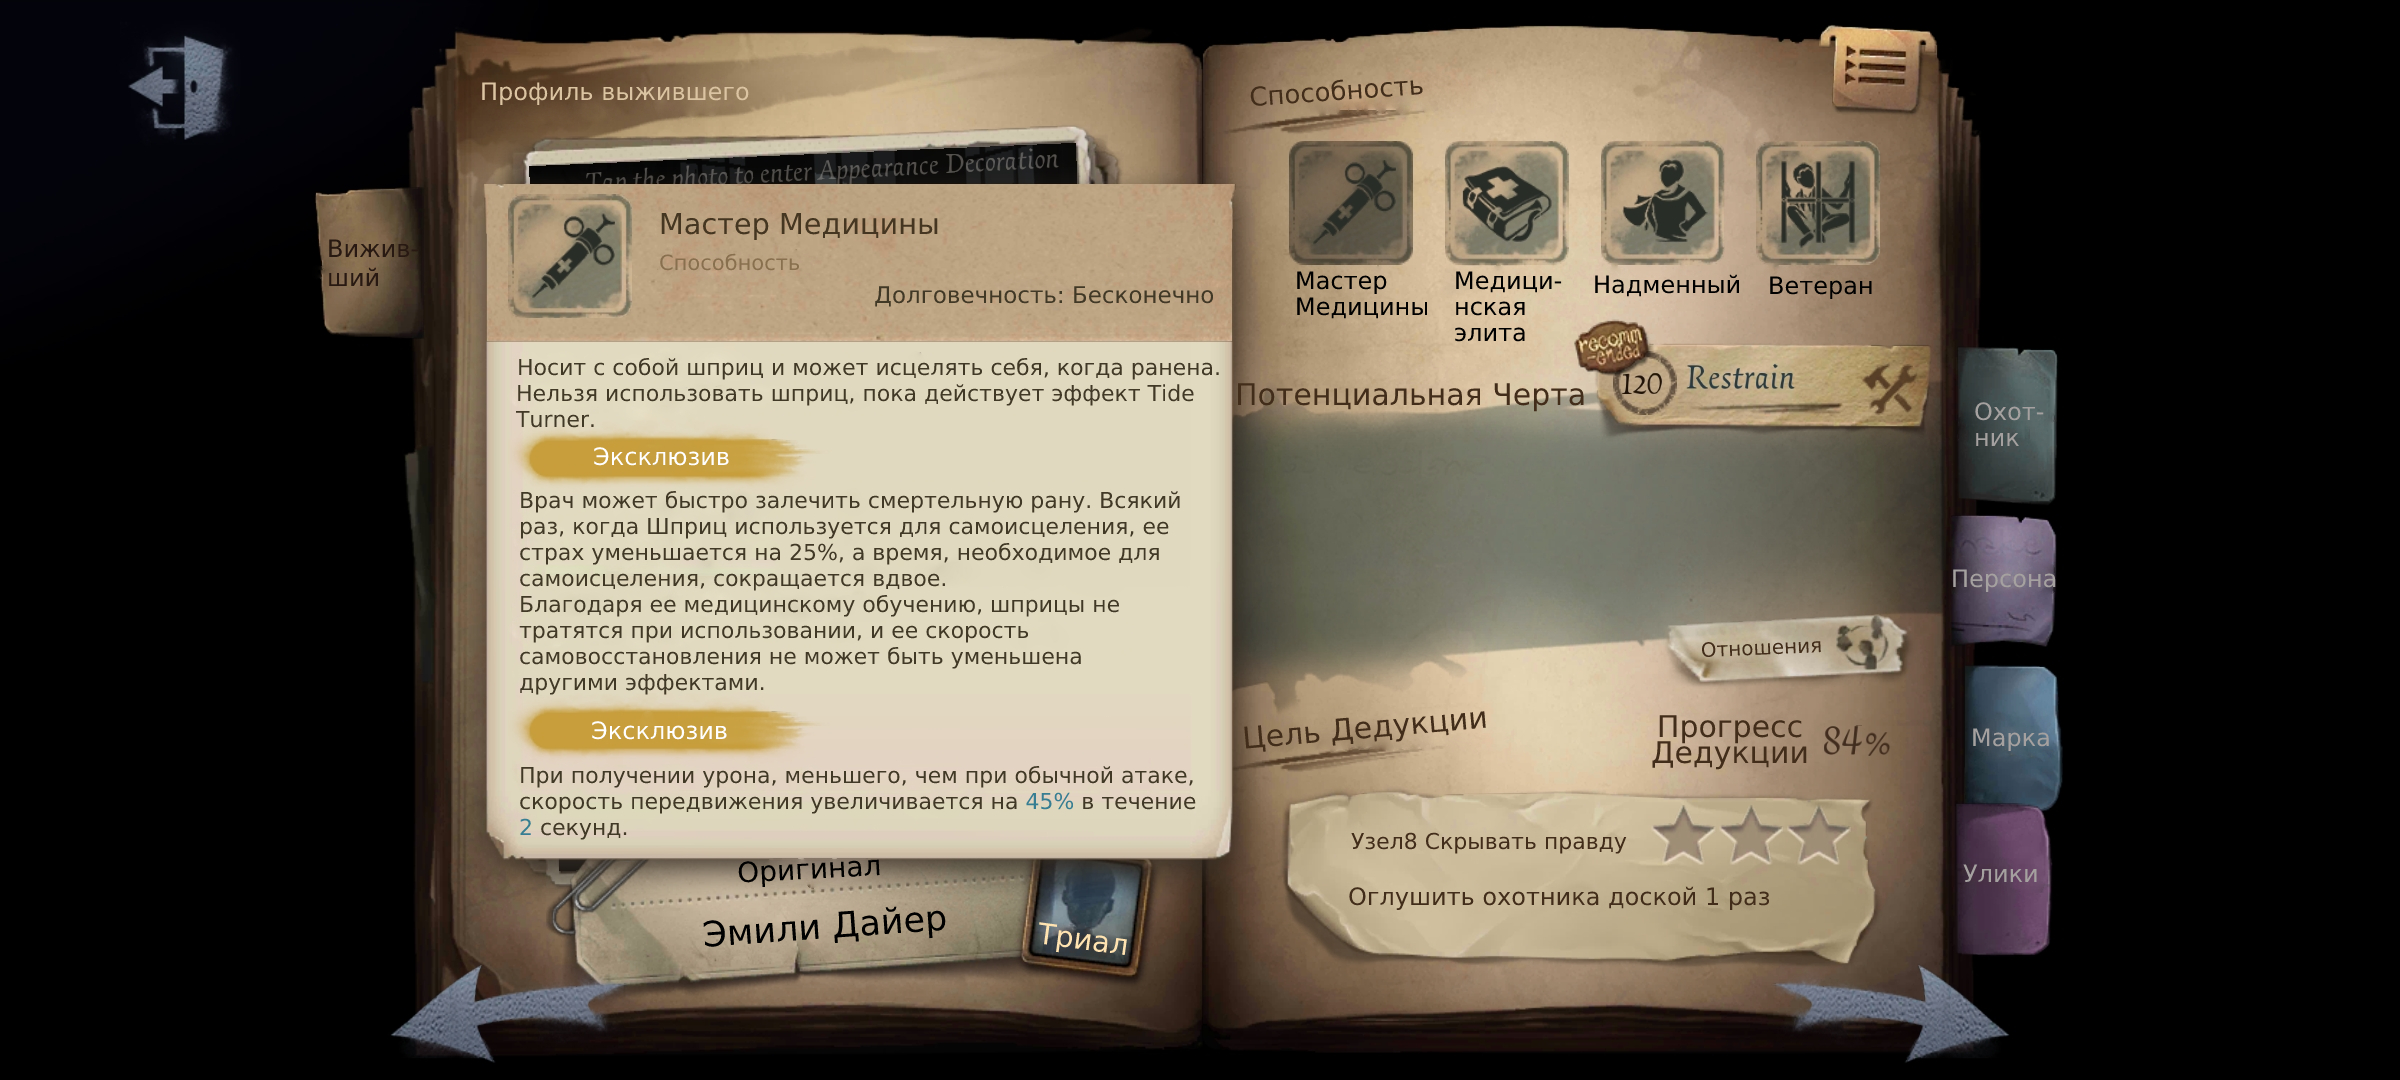 Профиль выжившего
Tap the photo to enter Appearance Decoration
Вижив-
ший
Мастер Медицины
Способность
Долговечность: Бесконечно
Носит с собой шприц и может исцелять себя, когда ранена.
Нельзя использовать шприц, пока действует эффект Tide
Turner.
Эксклюзив
Врач может быстро залечить смертельную рану. Всякий
раз, когда Шприц используется для самоисцеления, ее
страх уменьшается на 25%, а время, необходимое для
самоисцеления, сокращается вдвое.
Благодаря ее медицинскому обучению, шприцы не
тратятся при использовании, и ее скорость
самовосстановления не может быть уменьшена
другими эффектами.
Эксклюзив
При получении урона, меньшего, чем при обычной атаке,
скорость передвижения увеличивается на 45% в течение
2 секунд.
Оригинал
Эмили Дайер
Триал
Способность
Мастер
Медицины
Медици-
нская
элита
Надменный
Ветеран
recomm
-ended
Потенциальная Черта
120 Restrain
Отношения
Цель Дедукции
Прогресс
Дедукции 84%
Узел8 Скрывать правду
Оглушить охотника доской 1 раз
Охот-
ник
Персона
Марка
Улики